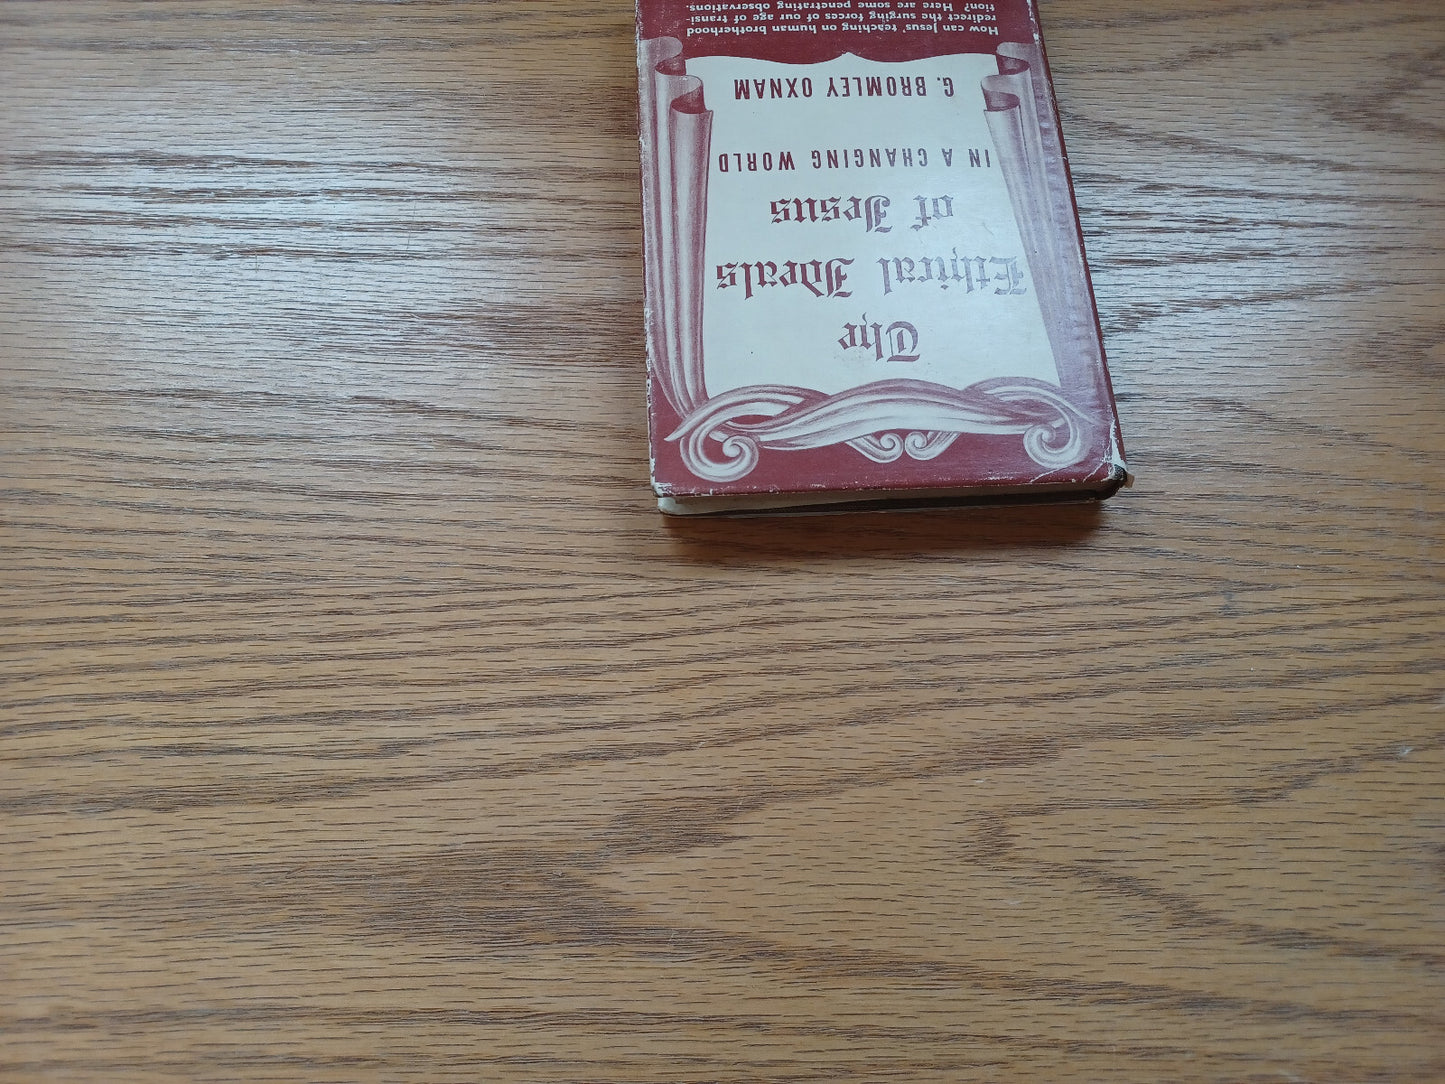 The
Ethical Ideals
of Jesus
IN A CHANGING WORLD
G. BROMLEY OXNAM
How can Jesus' teaching on human brotherhood
redirect the surging forces of our age of transi-
tion? Here are some penetrating observations.